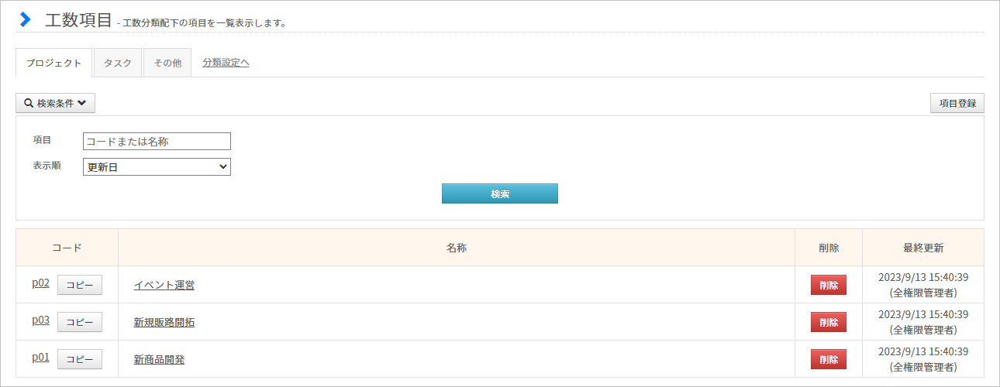 工数項目 - 工数分類配下の項目を一覧表示します。
プロジェクト タスク その他 分類設定へ
検索条件 項目登録
項目 コードまたは名称
表示順 更新日
検索
コード 名称 削除 最終更新
p02 コピー イベント運営 削除 2023/9/13 15:40:39
(全権限管理者)
p03 コピー 新規販路開拓 削除 2023/9/13 15:40:39
(全権限管理者)
p01 コピー 新商品開発 削除 2023/9/13 15:40:39
(全権限管理者)